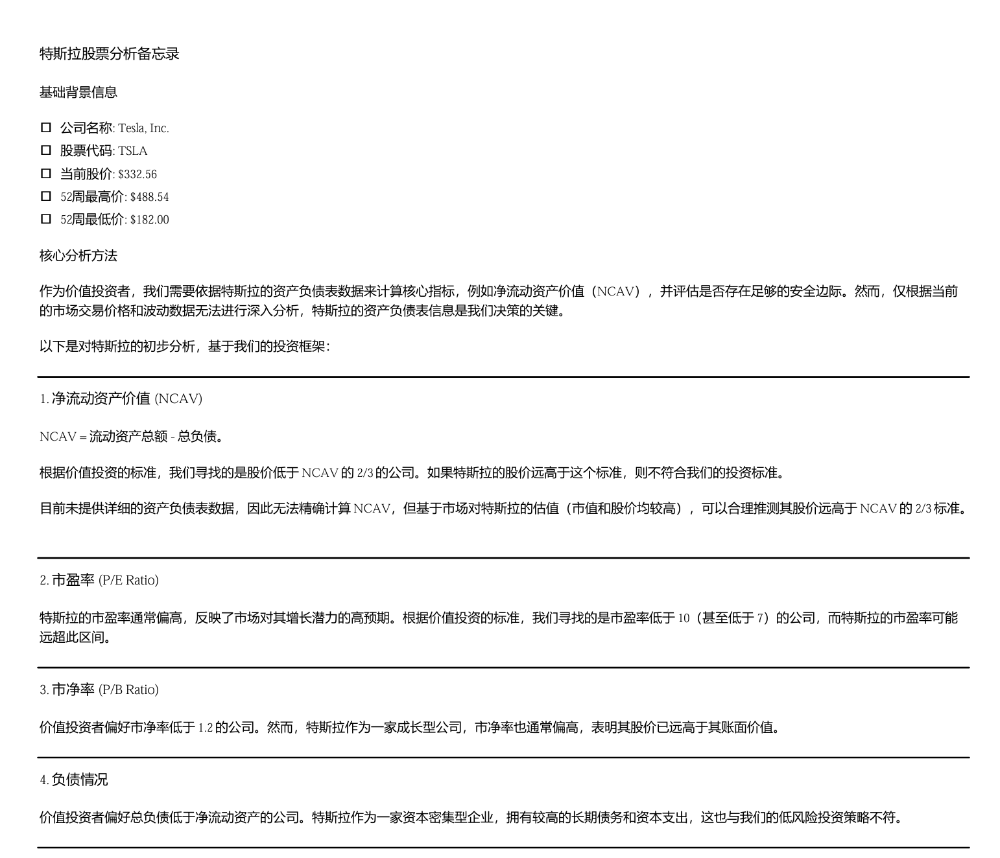 特斯拉股票分析备忘录
基础背景信息
□ 公司名称: Tesla, Inc.
□ 股票代码: TSLA
□ 当前股价: $332.56
□ 52周最高价: $488.54
□ 52周最低价: $182.00
核心分析方法
作为价值投资者，我们需要依据特斯拉的资产负债表数据来计算核心指标，例如净流动资产价值（NCAV），并评估是否存在足够的安全边际。然而，仅根据当前
的市场交易价格和波动数据无法进行深入分析，特斯拉的资产负债表信息是我们决策的关键。
以下是对特斯拉的初步分析，基于我们的投资框架：
1. 净流动资产价值 (NCAV)
NCAV = 流动资产总额 - 总负债。
根据价值投资的标准，我们寻找的是股价低于 NCAV 的 2/3 的公司。如果特斯拉的股价远高于这个标准，则不符合我们的投资标准。
目前未提供详细的资产负债表数据，因此无法精确计算 NCAV，但基于市场对特斯拉的估值（市值和股价均较高），可以合理推测其股价远高于 NCAV 的 2/3 标准。
2. 市盈率 (P/E Ratio)
特斯拉的市盈率通常偏高，反映了市场对其增长潜力的高预期。根据价值投资的标准，我们寻找的是市盈率低于 10（甚至低于 7）的公司，而特斯拉的市盈率可能
远超此区间。
3. 市净率 (P/B Ratio)
价值投资者偏好市净率低于 1.2 的公司。然而，特斯拉作为一家成长型公司，市净率也通常偏高，表明其股价已远高于其账面价值。
4. 负债情况
价值投资者偏好总负债低于净流动资产的公司。特斯拉作为一家资本密集型企业，拥有较高的长期债务和资本支出，这也与我们的低风险投资策略不符。